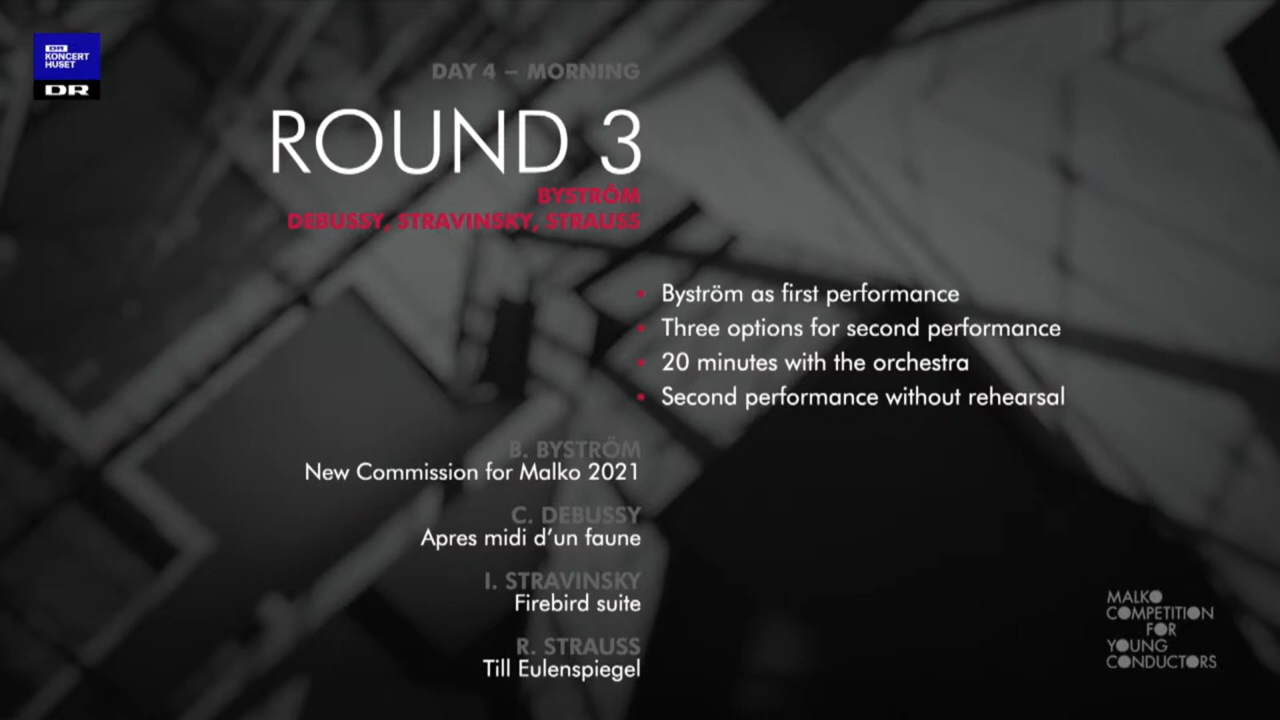 DR
KONCERT
HUSET
DR
DAY 4 – MORNING
ROUND 3
BYSTRÖM
DEBUSSY, STRAVINSKY, STRAUSS
• Byström as first performance
• Three options for second performance
• 20 minutes with the orchestra
• Second performance without rehearsal
B. BYSTRÖM
New Commission for Malko 2021
C. DEBUSSY
Apres midi d’un faune
I. STRAVINSKY
Firebird suite
R. STRAUSS
Till Eulenspiegel
MALKO
COMPETITION
FOR
YOUNG
CONDUCTORS